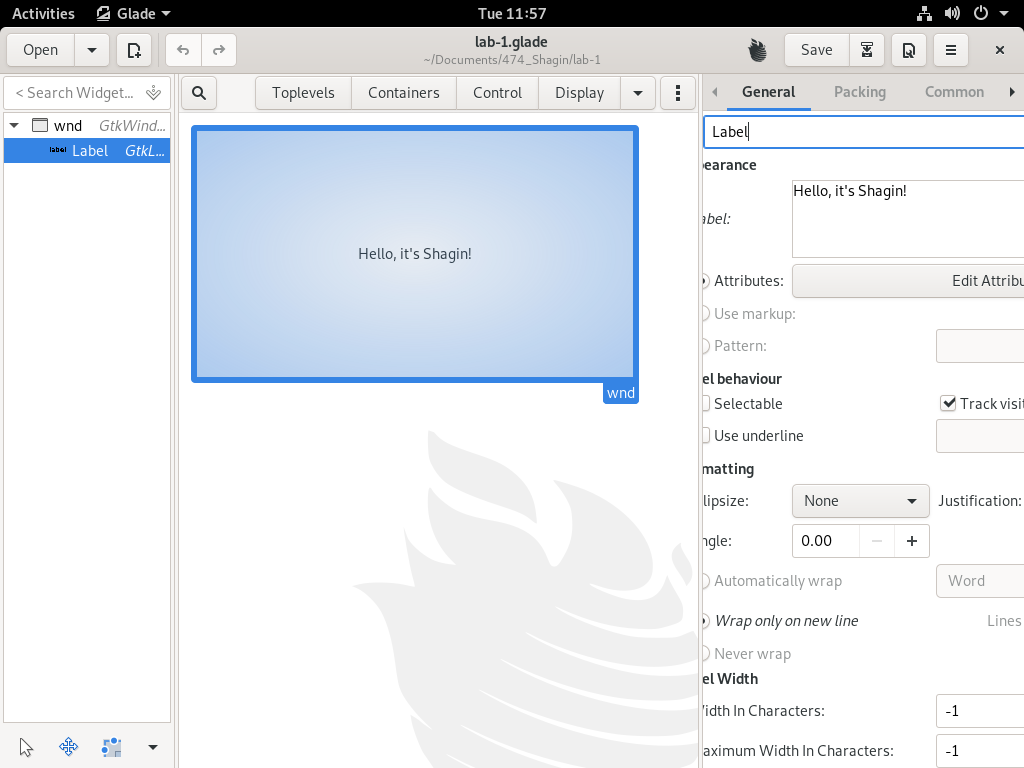 Activities Glade Tue 11:57
Open lab-1.glade Save
~/Documents/474_Shagin/lab-1
< Search Widget... Toplevels Containers Control Display General Packing Common
wnd GtkWind...
label Label GtkL...
Label
pearance
abel: Hello, it's Shagin!
Attributes: Edit Attribu
Use markup:
Pattern:
el behaviour
Selectable Track visit
Use underline
matting
lipsize: None Justification:
ngle: 0.00
Automatically wrap Word
Wrap only on new line Lines
Never wrap
el Width
Width In Characters: -1
aximum Width In Characters: -1
Hello, it's Shagin!
wnd